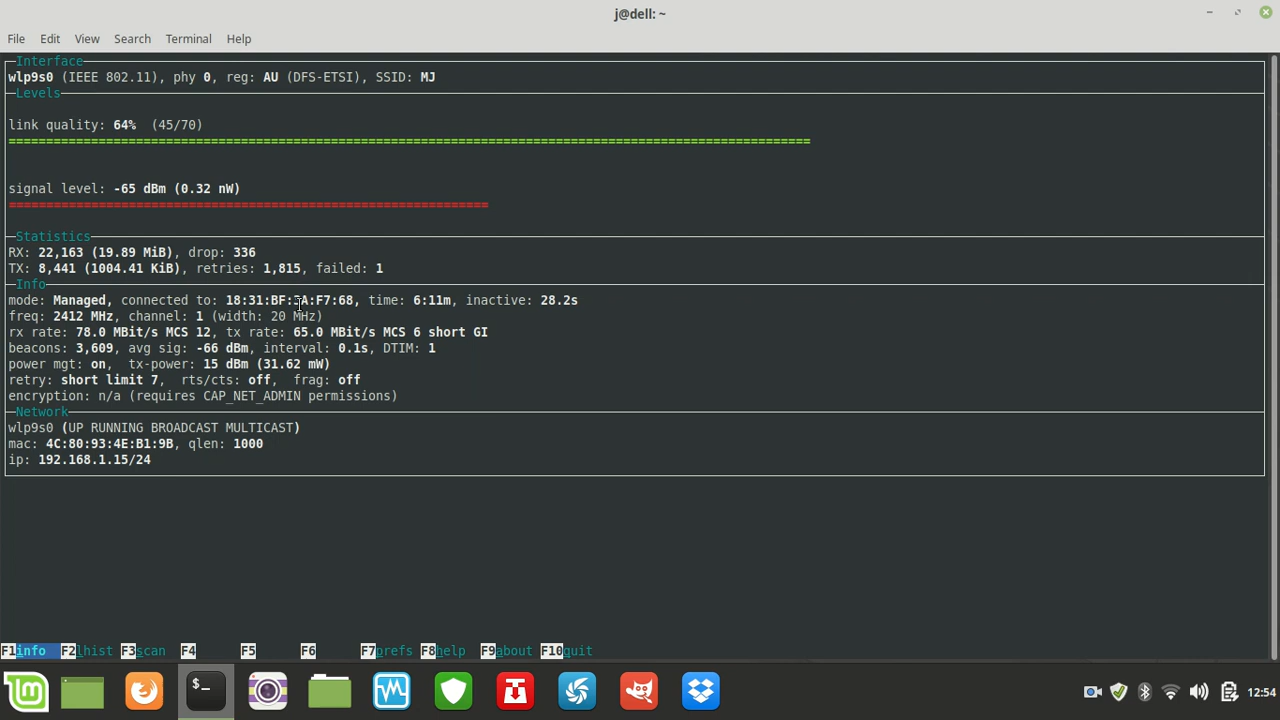 j@dell: ~
File Edit View Search Terminal Help
Interface
wlp9s0 (IEEE 802.11), phy 0, reg: AU (DFS-ETSI), SSID: MJ
Levels
link quality: 64% (45/70)
signal level: -65 dBm (0.32 nW)
Statistics
RX: 22,163 (19.89 MiB), drop: 336
TX: 8,441 (1004.41 KiB), retries: 1,815, failed: 1
Info
mode: Managed, connected to: time: 6:11m, inactive: 28.2s
freq: 2412 MHz, channel: 1 (width: 20 MHz)
rx rate: 78.0 MBit/s MCS 12, tx rate: 65.0 MBit/s MCS 6 short GI
beacons: 3,609, avg sig: -66 dBm, interval: 0.1s, DTIM: 1
power mgt: on, tx-power: 15 dBm (31.62 mW)
retry: short limit 7, rts/cts: off, frag: off
encryption: n/a (requires CAP_NET_ADMIN permissions)
Network
wlp9s0 (UP RUNNING BROADCAST MULTICAST)
mac: 4C:80:93:4E:B1:9B, qlen: 1000
ip: 192.168.1.15/24
F1info F2lhist F3scan F4 F5 F6 F7prefs F8help F9about F10quit
$_
12:54